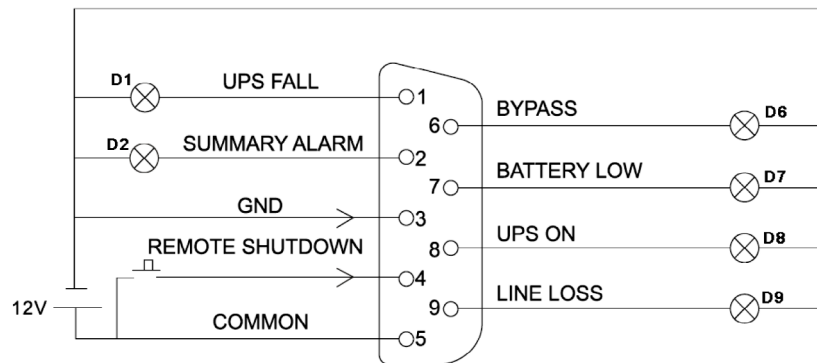 D1
UPS FALL
1
D2
SUMMARY ALARM
2
GND
3
REMOTE SHUTDOWN
4
12V
COMMON
5
6
BYPASS
D6
7
BATTERY LOW
D7
8
UPS ON
D8
9
LINE LOSS
D9